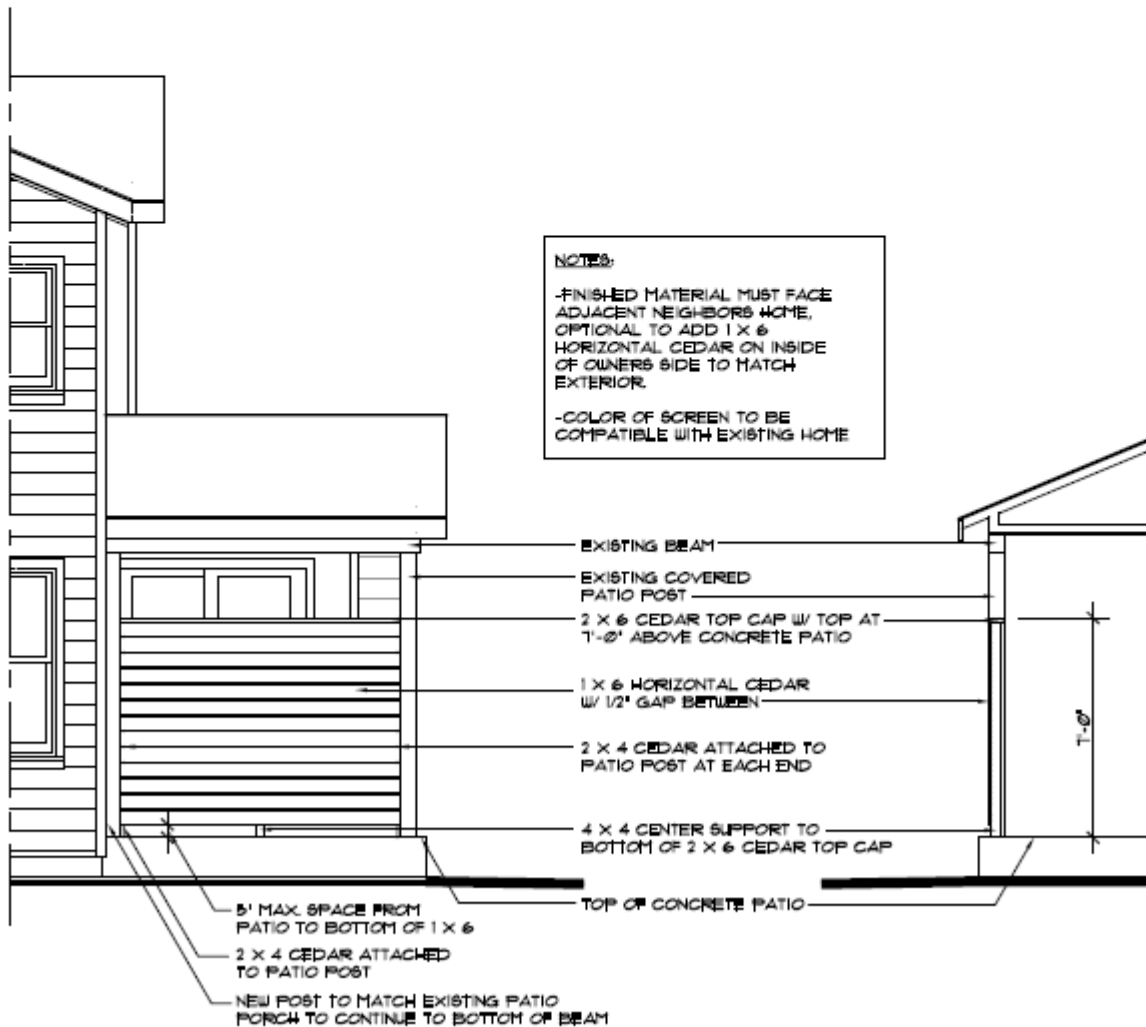 NOTES:
-FINISHED MATERIAL MUST FACE
ADJACENT NEIGHBORS HOME,
OPTIONAL TO ADD 1 X 6
HORIZONTAL CEDAR ON INSIDE
OF OWNERS SIDE TO MATCH
EXTERIOR.
-COLOR OF SCREEN TO BE
COMPATIBLE WITH EXISTING HOME
EXISTING BEAM
EXISTING COVERED
PATIO POST
2 X 6 CEDAR TOP CAP W/ TOP AT
7'-0" ABOVE CONCRETE PATIO
1 X 6 HORIZONTAL CEDAR
W/ 1/2" GAP BETWEEN
7'-0"
2 X 4 CEDAR ATTACHED TO
PATIO POST AT EACH END
4 X 4 CENTER SUPPORT TO
BOTTOM OF 2 X 6 CEDAR TOP CAP
TOP OF CONCRETE PATIO
5" MAX. SPACE FROM
PATIO TO BOTTOM OF 1 X 6
2 X 4 CEDAR ATTACHED
TO PATIO POST
NEW POST TO MATCH EXISTING PATIO
PORCH TO CONTINUE TO BOTTOM OF BEAM